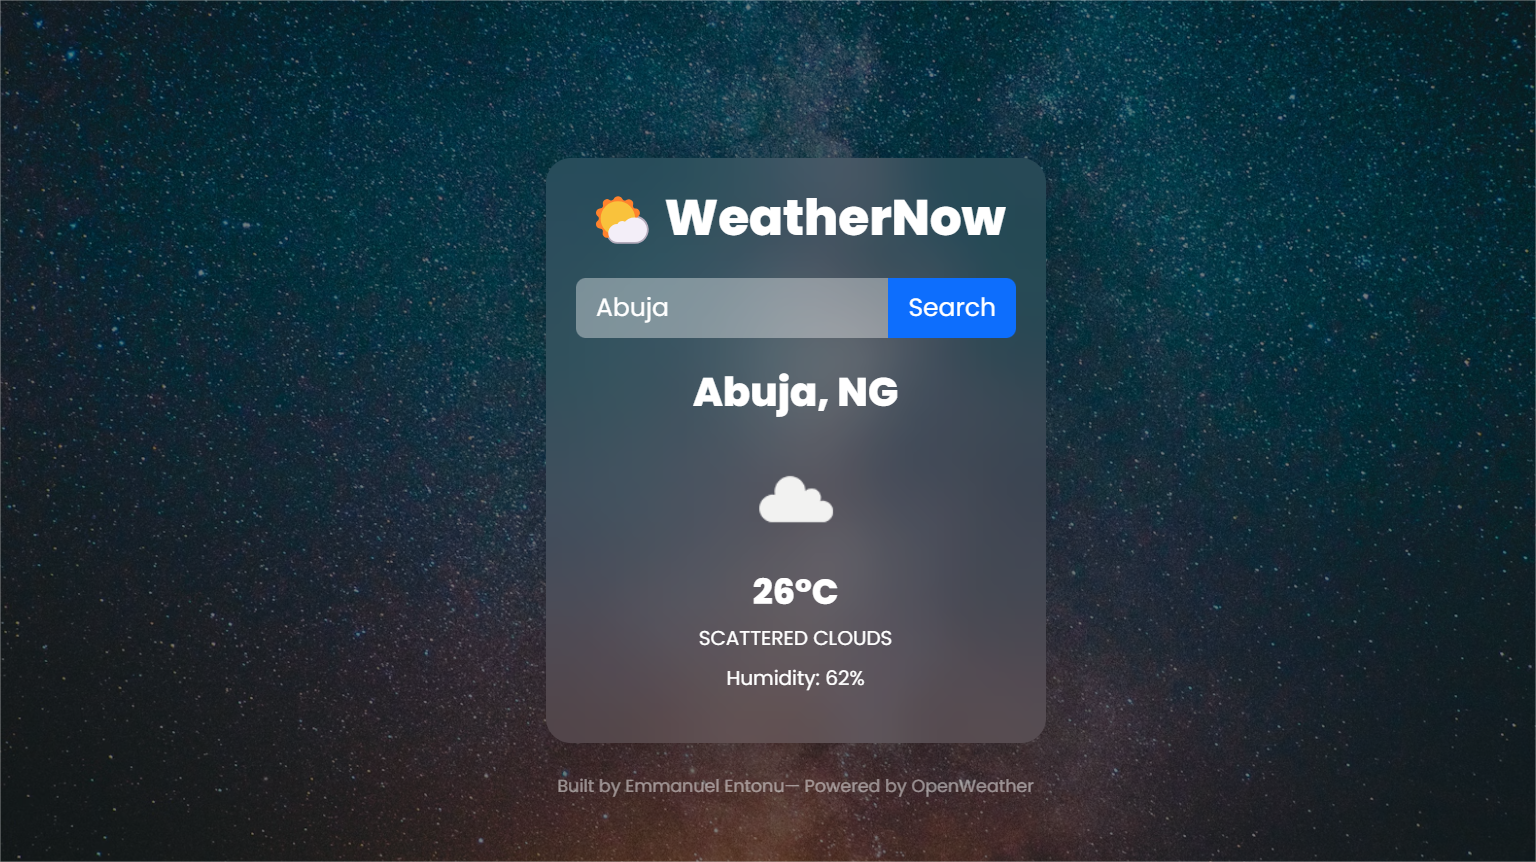 WeatherNow
Abuja Search
Abuja, NG
26°C
SCATTERED CLOUDS
Humidity: 62%
Built by Emmanuel Entonu— Powered by OpenWeather